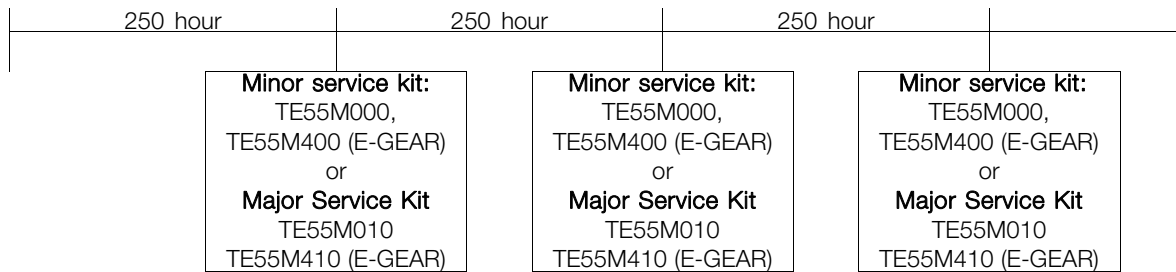 250 hour
250 hour
250 hour
Minor service kit:
TE55M000,
TE55M400 (E-GEAR)
or
Major Service Kit
TE55M010
TE55M410 (E-GEAR)
Minor service kit:
TE55M000,
TE55M400 (E-GEAR)
or
Major Service Kit
TE55M010
TE55M410 (E-GEAR)
Minor service kit:
TE55M000,
TE55M400 (E-GEAR)
or
Major Service Kit
TE55M010
TE55M410 (E-GEAR)